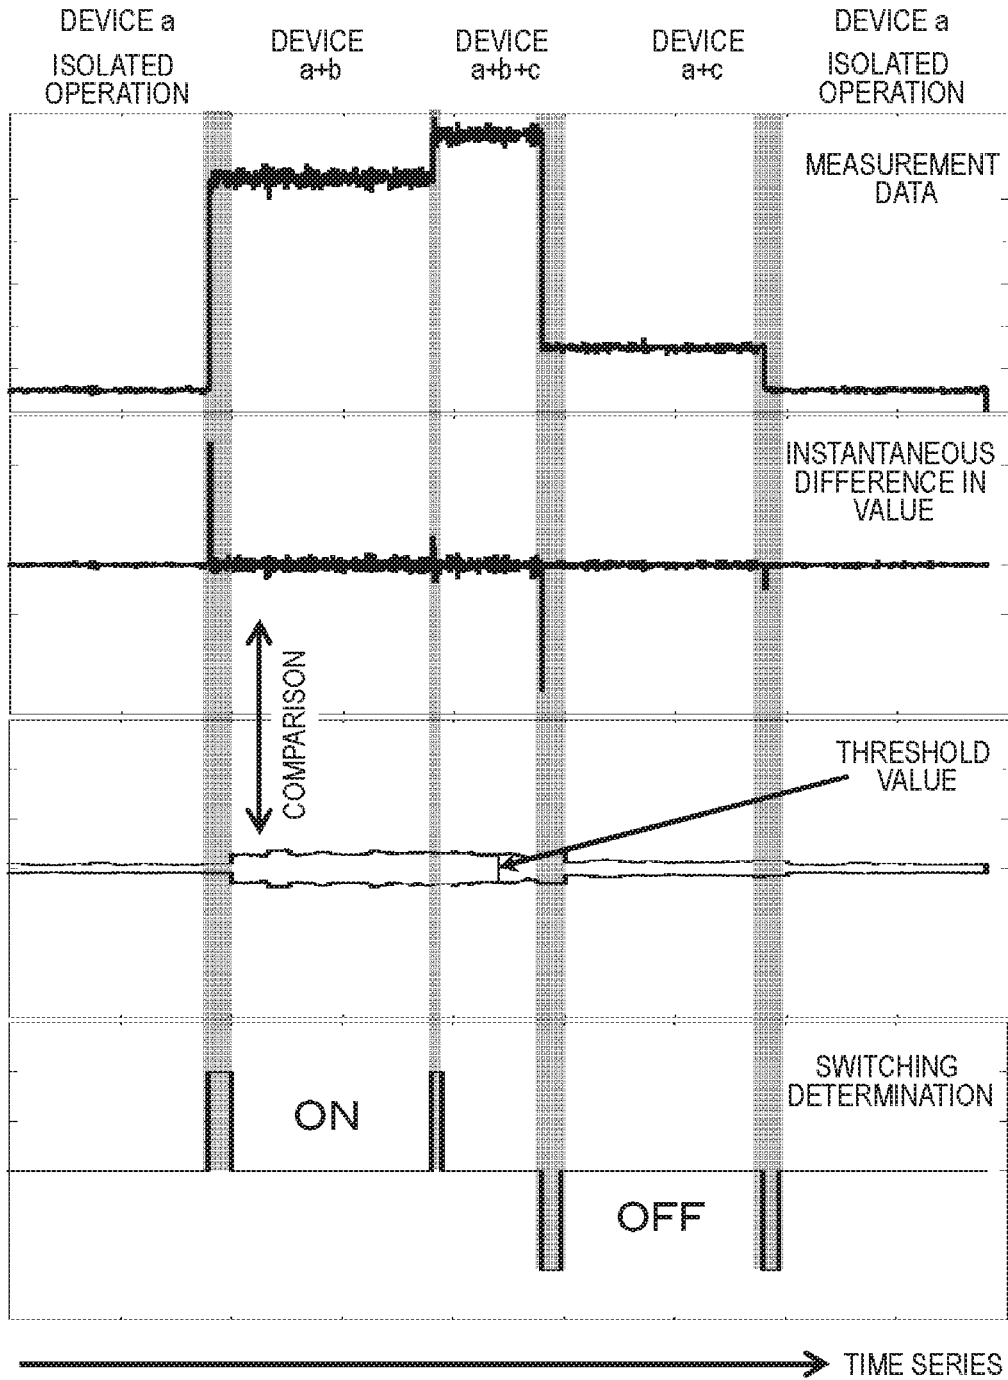 DEVICE a
ISOLATED
OPERATION
DEVICE
a+b
DEVICE
a+b+c
DEVICE
a+c
DEVICE a
ISOLATED
OPERATION
MEASUREMENT
DATA
INSTANTANEOUS
DIFFERENCE IN
VALUE
COMPARISON
THRESHOLD
VALUE
SWITCHING
DETERMINATION
ON
OFF
TIME SERIES